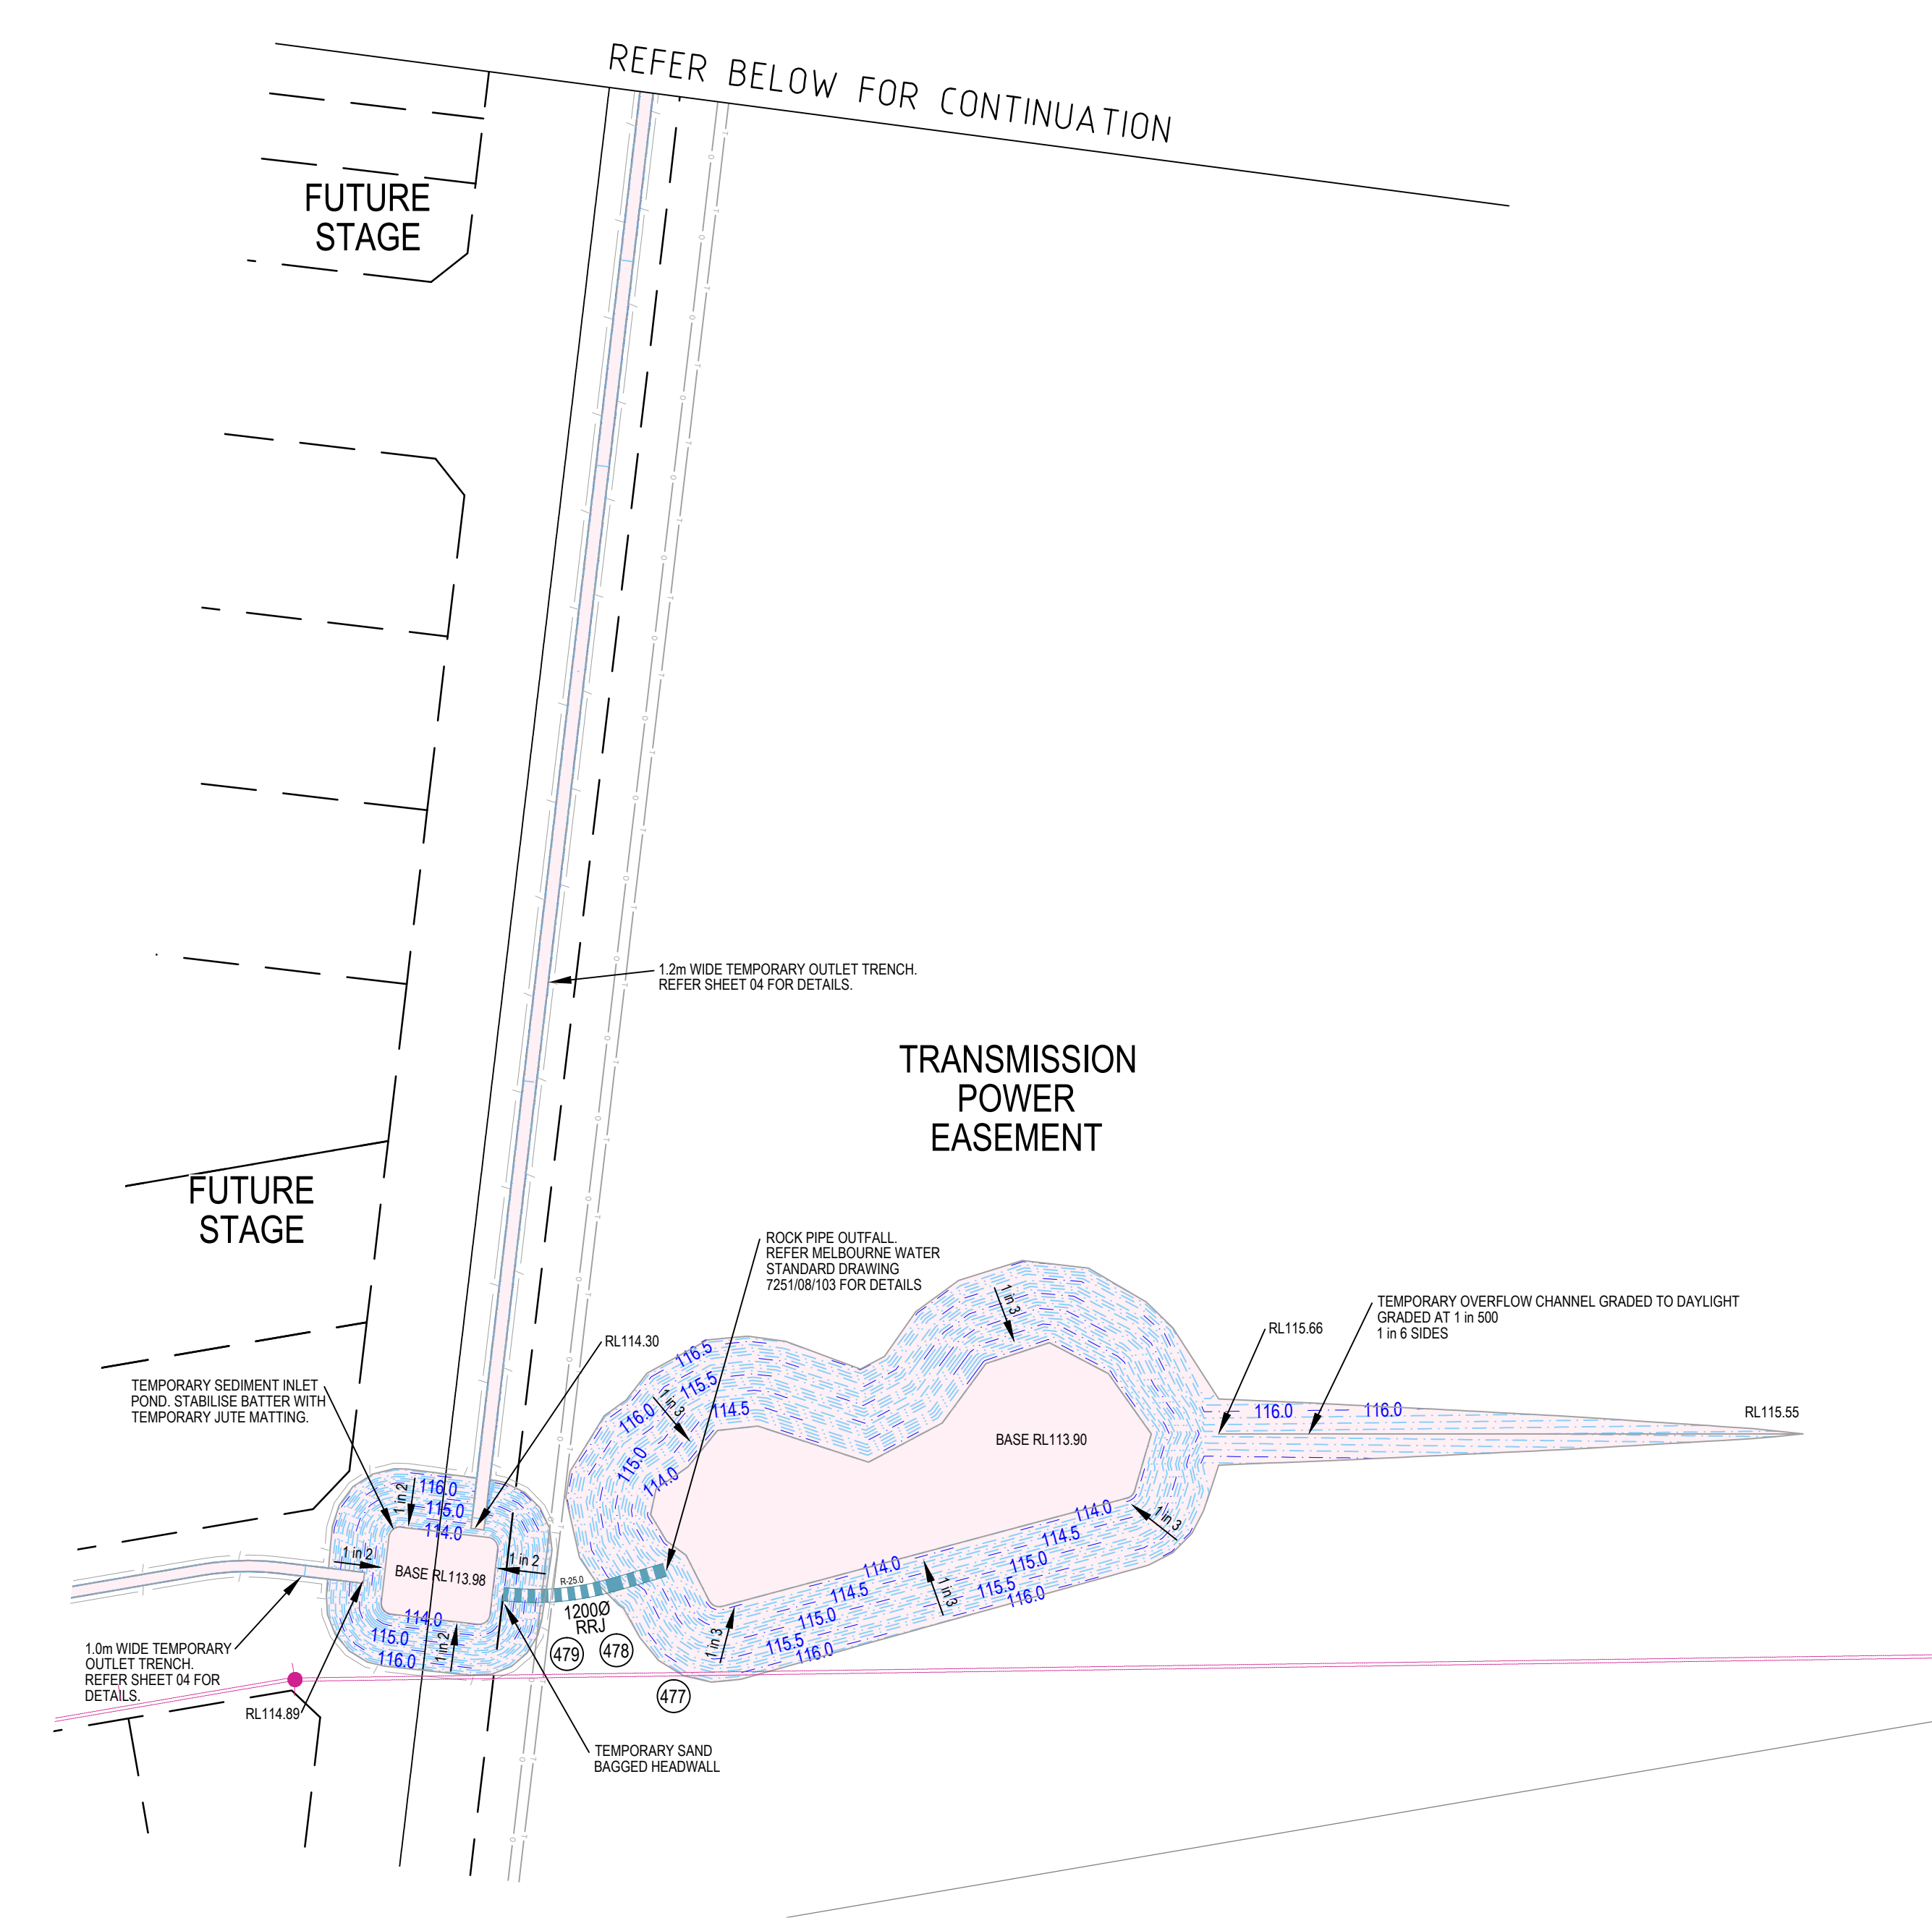 REFER BELOW FOR CONTINUATION
FUTURE
STAGE
1.2m WIDE TEMPORARY OUTLET TRENCH.
REFER SHEET 04 FOR DETAILS.
TRANSMISSION
POWER
EASEMENT
FUTURE
STAGE
ROCK PIPE OUTFALL.
REFER MELBOURNE WATER
STANDARD DRAWING
7251/08/103 FOR DETAILS
TEMPORARY OVERFLOW CHANNEL GRADED TO DAYLIGHT
GRADED AT 1 in 500
1 in 6 SIDES
RL115.66
RL115.55
RL114.30
TEMPORARY SEDIMENT INLET
POND. STABILISE BATTER WITH
TEMPORARY JUTE MATTING.
1 in 3
116.5
115.5
114.5
116.0
115.0
114.0
1 in 3
116.0
116.0
BASE RL113.90
116.0
115.0
114.0
1 in 2
1 in 2
1 in 2
BASE RL113.98
114.0
115.0
116.0
1 in 2
R-25.0
1200Ø
RRJ
479
478
477
114.0
114.5
115.0
115.5
116.0
1 in 3
114.0
114.5
115.0
115.5
116.0
1 in 3
1 in 3
1.0m WIDE TEMPORARY
OUTLET TRENCH.
REFER SHEET 04 FOR
DETAILS.
RL114.89
TEMPORARY SAND
BAGGED HEADWALL